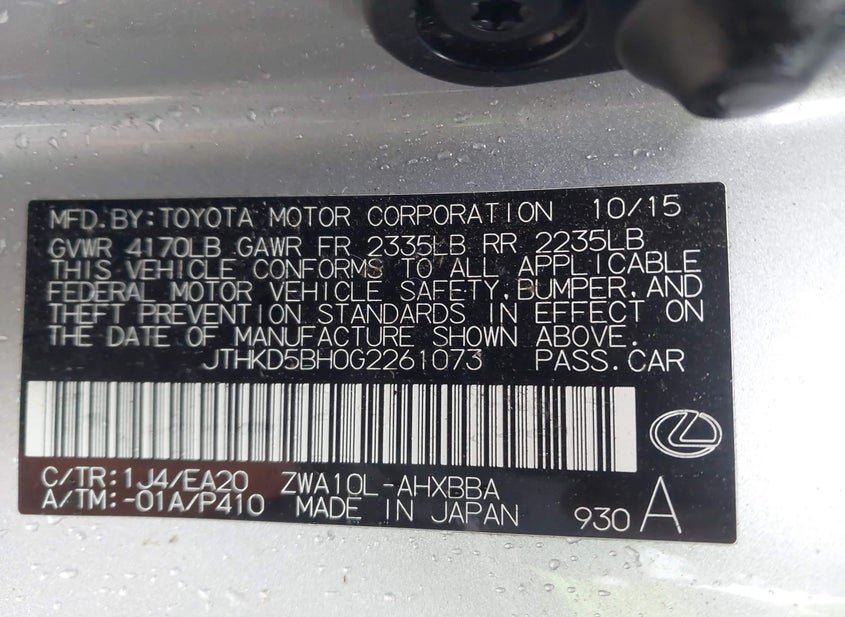 MFD.BY:TOYOTA MOTOR CORPORATION 10/15
GVWR 4170LB GAWR FR 2335LB RR 2235LB
THIS VEHICLE CONFORMS TO ALL APPLICABLE
FEDERAL MOTOR VEHICLE SAFETY,BUMPER,AND
THEFT PREVENTION STANDARDS IN EFFECT ON
THE DATE OF MANUFACTURE SHOWN ABOVE.
JTHKD5BH0G2261073 PASS.CAR
C/TR:1J4/EA20 ZWA10L-AHXBBA
A/TM:-01A/P410 MADE IN JAPAN 930 A